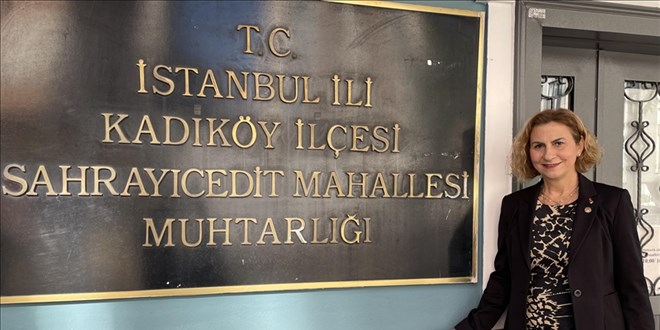 T.C.
İSTANBUL İLİ
KADIKÖY İLÇESİ
SAHRAYICEDİT MAHALLESİ
MUHTARLIĞI